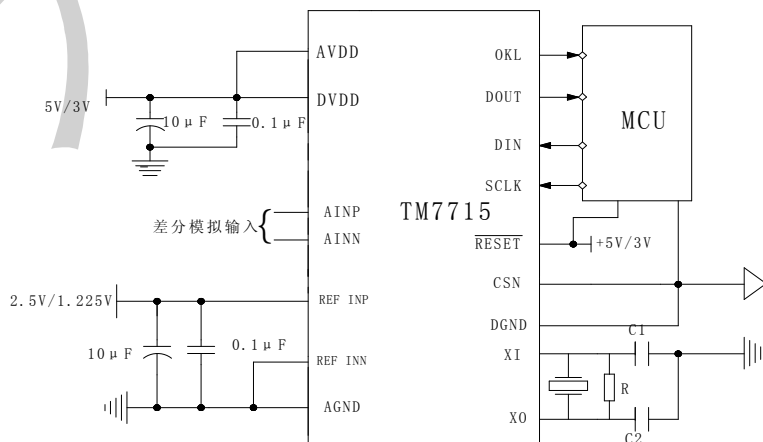 AVDD
OKL
5V/3V
DVDD
DOUT
MCU
10μF
0.1μF
DIN
SCLK
差分模拟输入
AINP
AINN
TM7715
RESET
+5V/3V
CSN
2.5V/1.225V
REF INP
DGND
C1
10μF
0.1μF
REF INN
XI
R
AGND
XO
C2